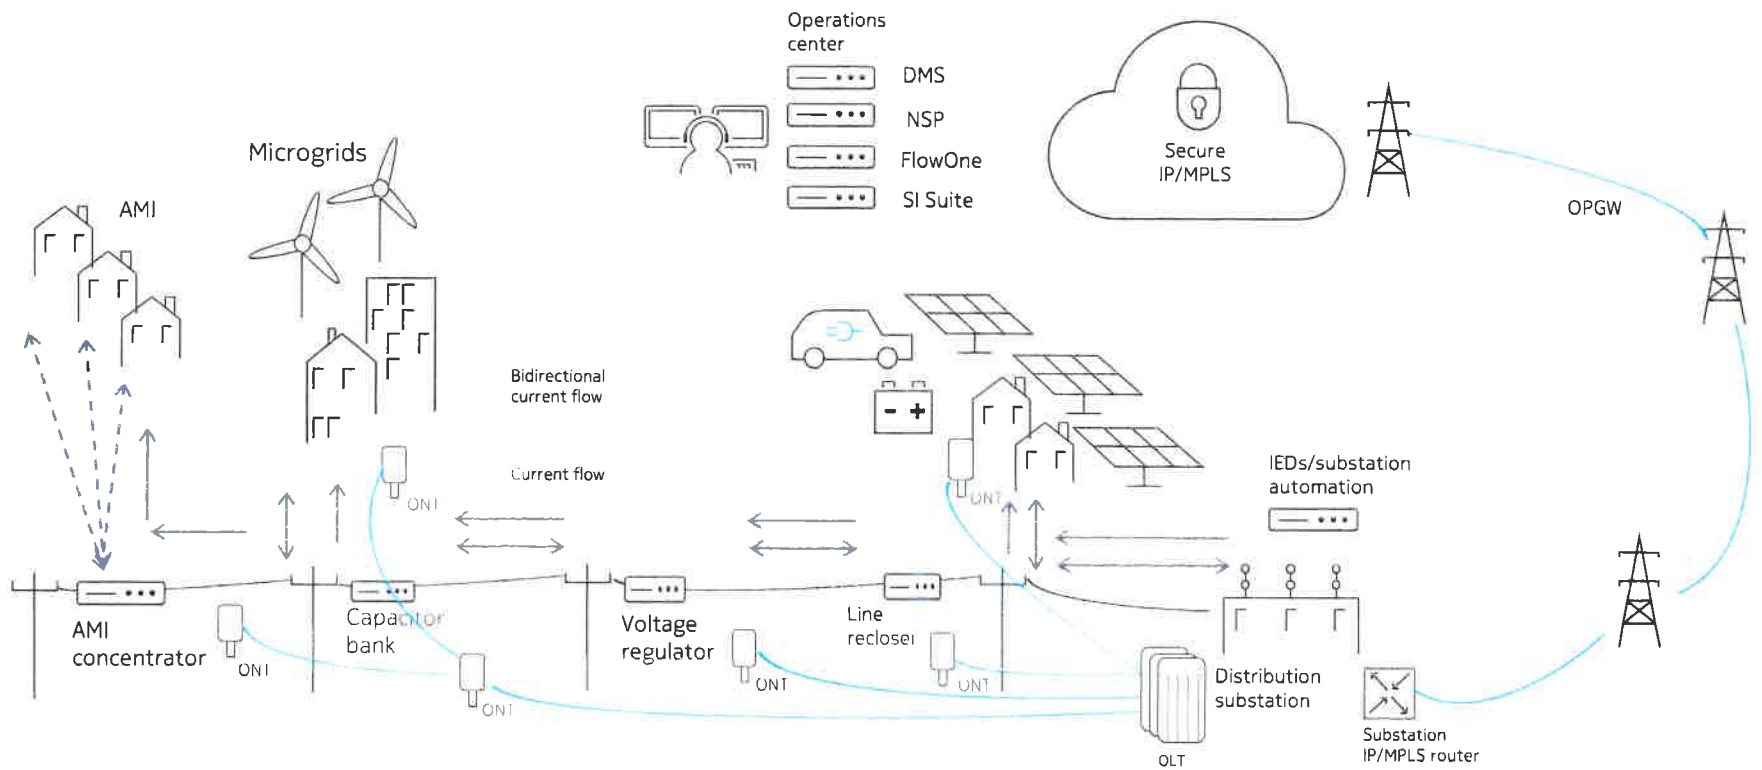 Operations
center
DMS
NSP
FlowOne
SI Suite
Secure
IP/MPLS
OPGW
Microgrids
AMI
Bidirectional
current flow
Current flow
ONT
ONT
IEDs/substation
automation
AMI
concentrator
ONT
Capacitor
bank
ONT
Voltage
regulator
ONT
Line
recloser
ONT
Distribution
substation
OLT
Substation
IP/MPLS router